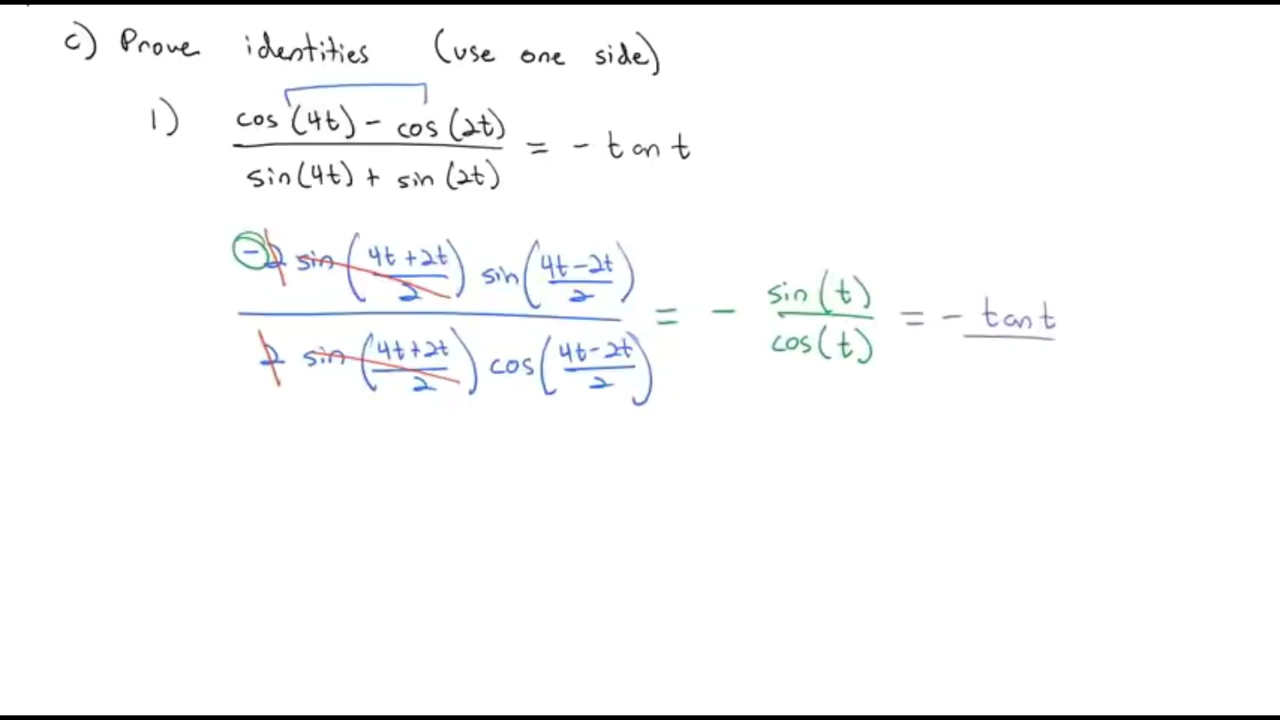 c) Prove identities (use one side)
1) cos(4t) - cos(2t) / sin(4t) + sin(2t) = - tan t
-2 sin((4t+2t)/2) sin((4t-2t)/2) / 2 sin((4t+2t)/2) cos((4t-2t)/2) = - sin(t)/cos(t) = - tan t